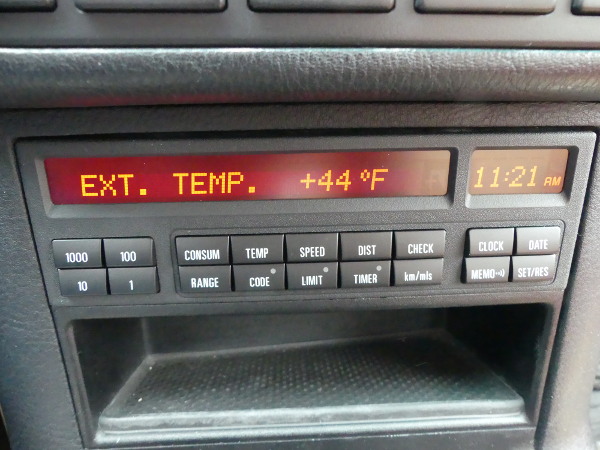 EXT. TEMP. +44 °F
11:21 AM
1000 100
10 1
CONSUM TEMP SPEED DIST CHECK
RANGE CODE LIMIT TIMER km/mls
CLOCK DATE
MEMO SET/RES